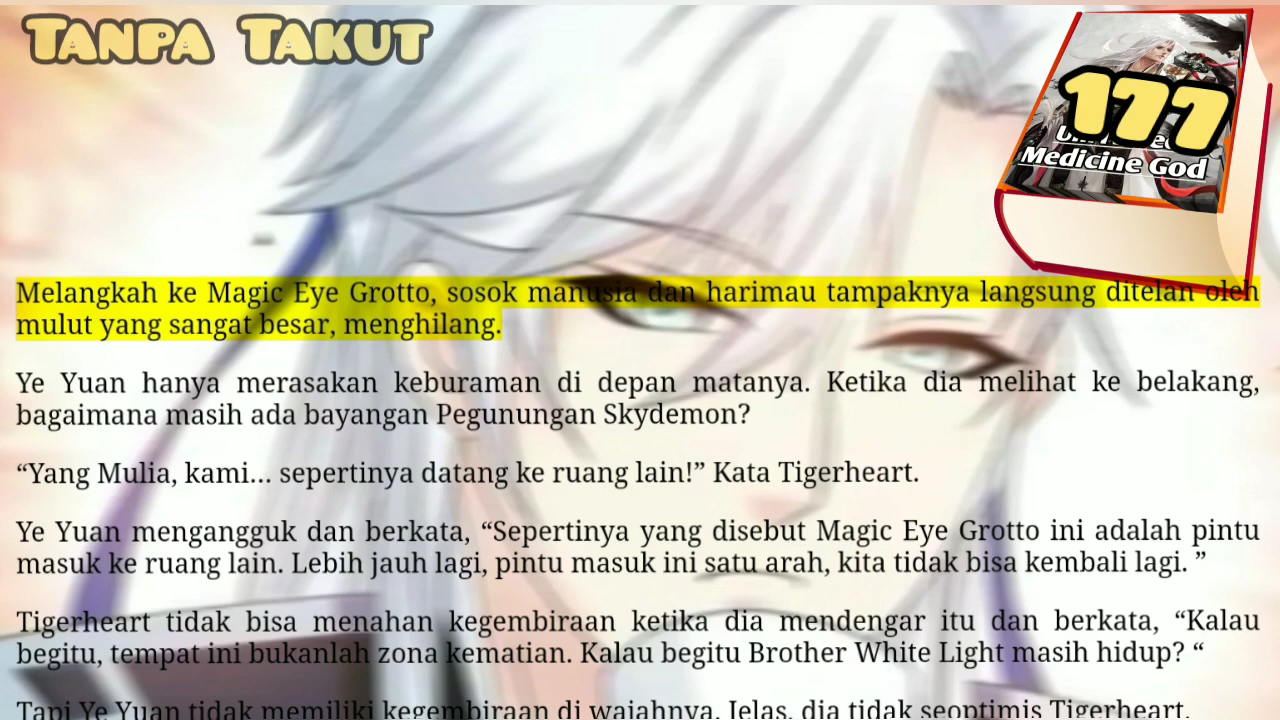 Tanpa Takut
177
Medicine God
Melangkah ke Magic Eye Grotto, sosok manusia dan harimau tampaknya langsung ditelan oleh
mulut yang sangat besar, menghilang.
Ye Yuan hanya merasakan keburaman di depan matanya. Ketika dia melihat ke belakang,
bagaimana masih ada bayangan Pegunungan Skydemon?
“Yang Mulia, kami... sepertinya datang ke ruang lain!” Kata Tigerheart.
Ye Yuan mengangguk dan berkata, “Sepertinya yang disebut Magic Eye Grotto ini adalah pintu
masuk ke ruang lain. Lebih jauh lagi, pintu masuk ini satu arah, kita tidak bisa kembali lagi. ”
Tigerheart tidak bisa menahan kegembiraan ketika dia mendengar itu dan berkata, “Kalau
begitu, tempat ini bukanlah zona kematian. Kalau begitu Brother White Light masih hidup? “
Tapi Ye Yuan tidak memiliki kegembiraan di wajahnya. Jelas, dia tidak seoptimis Tigerheart.